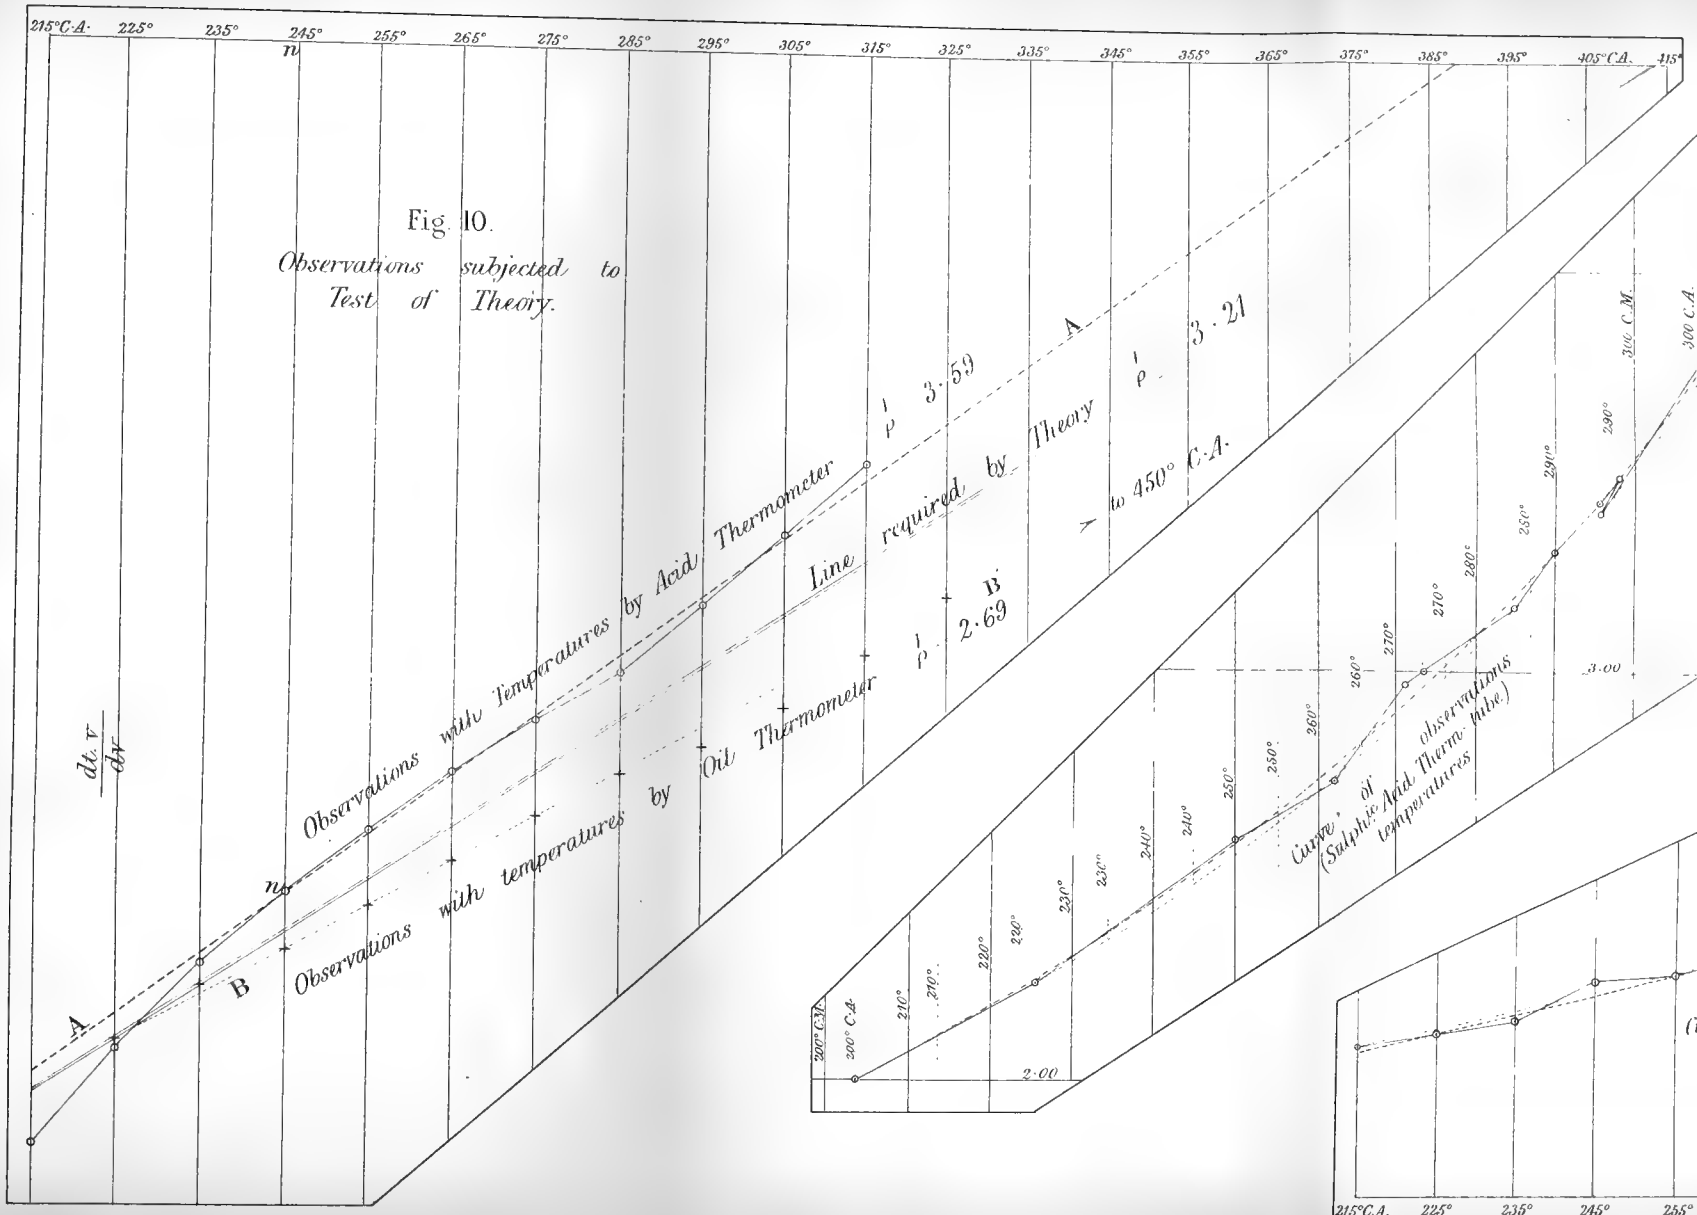 215°C.A. 225° 235° 245° 255° 265° 275° 285° 295° 305° 315° 325° 335° 345° 355° 365° 375° 385° 395° 405°C.A. 415°
n
Fig. 10.
Observations subjected to
Test of Theory.
A
1/ρ 3.59
1/ρ 3.21
Observations with Temperatures by Acid Thermometer
Line required by Theory
> to 450° C.A.
B
1/ρ 2.69
dt.v
dv
n
Observations with temperatures by Oil Thermometer
A
B
300 C.M.
300 C.A.
290°
290°
280°
280°
270°
270°
260°
260°
250°
250°
240°
240°
230°
230°
220°
220°
210°
210°
200° C.A.
200° C.M.
3.00
Curve of observations
(Sulphic Acid Therm. tube.)
temperatures
2.00
215°C.A. 225° 235° 245° 255°